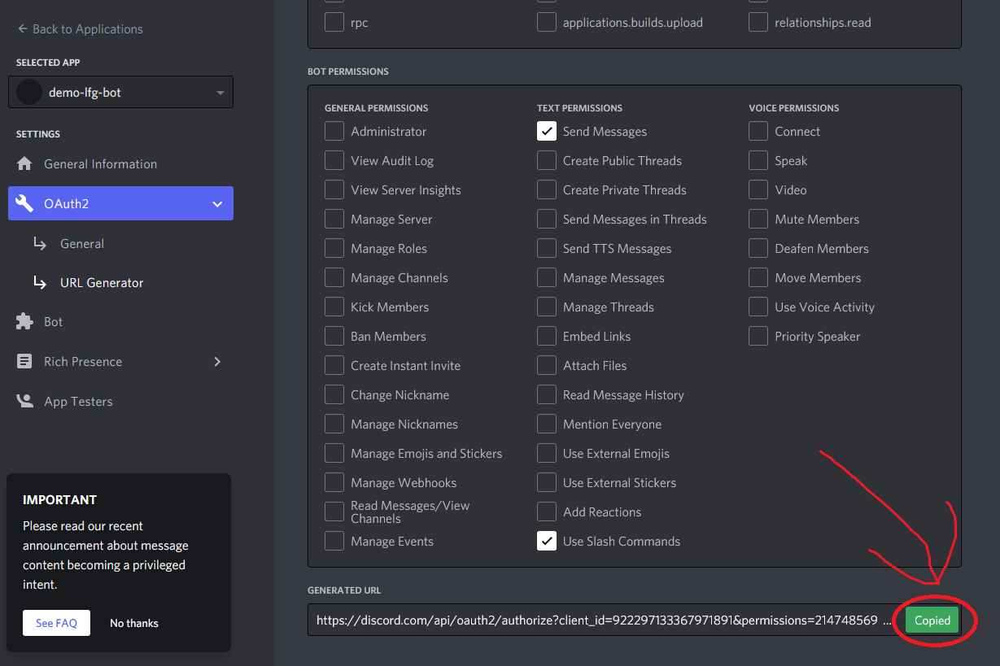 Back to Applications
SELECTED APP
demo-lfg-bot
SETTINGS
General Information
OAuth2
General
URL Generator
Bot
Rich Presence
App Testers
IMPORTANT
Please read our recent
announcement about message
content becoming a privileged
intent.
See FAQ
No thanks
rpc
applications.builds.upload
relationships.read
BOT PERMISSIONS
GENERAL PERMISSIONS
Administrator
View Audit Log
View Server Insights
Manage Server
Manage Roles
Manage Channels
Kick Members
Ban Members
Create Instant Invite
Change Nickname
Manage Nicknames
Manage Emojis and Stickers
Manage Webhooks
Read Messages/View
Channels
Manage Events
TEXT PERMISSIONS
Send Messages
Create Public Threads
Create Private Threads
Send Messages in Threads
Send TTS Messages
Manage Messages
Manage Threads
Embed Links
Attach Files
Read Message History
Mention Everyone
Use External Emojis
Use External Stickers
Add Reactions
Use Slash Commands
VOICE PERMISSIONS
Connect
Speak
Video
Mute Members
Deafen Members
Move Members
Use Voice Activity
Priority Speaker
GENERATED URL
https://discord.com/api/oauth2/authorize?client_id=922297133367971891&permissions=214748569 ...
Copied